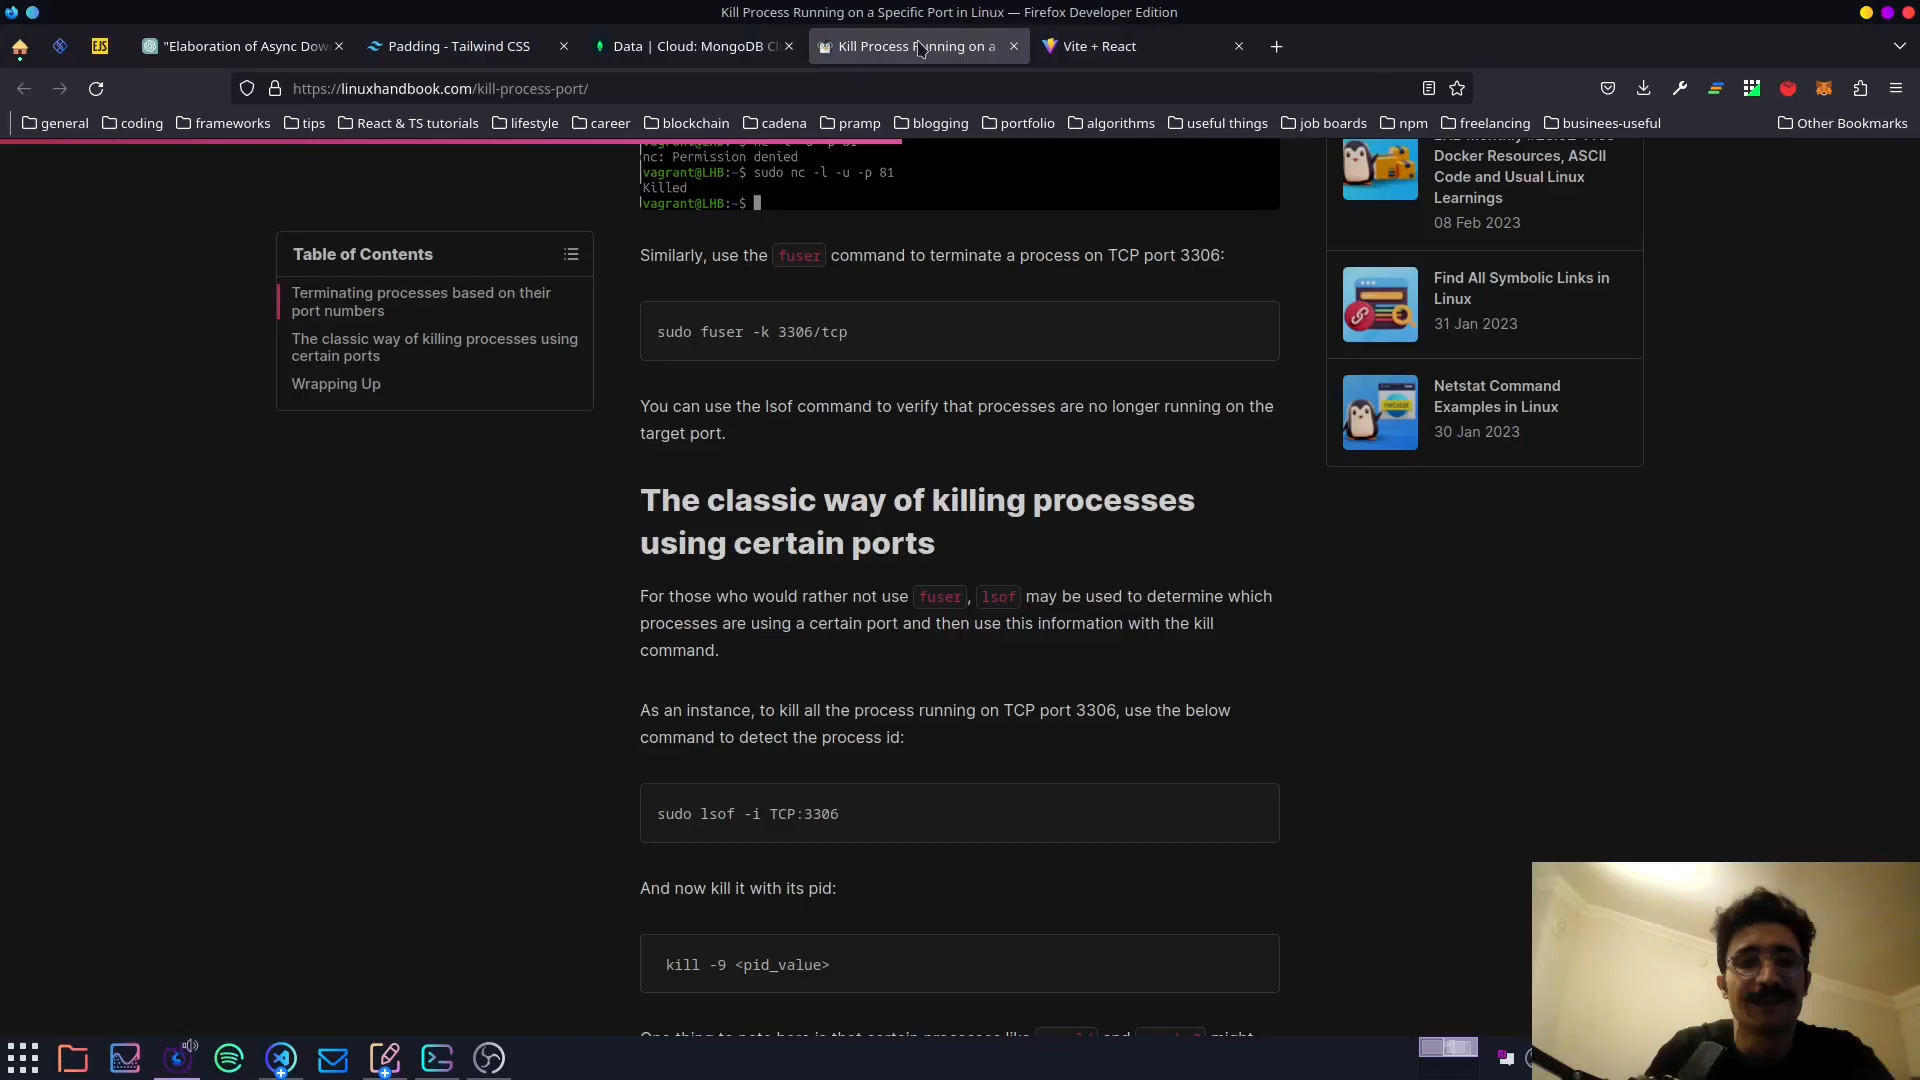 Kill Process Running on a Specific Port in Linux — Firefox Developer Edition
EJS
"Elaboration of Async Dow
Padding - Tailwind CSS
Data | Cloud: MongoDB Cl
Kill Process Running on a
Vite + React
https://linuxhandbook.com/kill-process-port/
general
coding
frameworks
tips
React & TS tutorials
lifestyle
career
blockchain
cadena
pramp
blogging
portfolio
algorithms
useful things
job boards
npm
freelancing
businees-useful
Other Bookmarks
nc: Permission denied
vagrant@LHB:~$ sudo nc -l -u -p 81
Killed
vagrant@LHB:~$
Table of Contents
Terminating processes based on their
port numbers
The classic way of killing processes using
certain ports
Wrapping Up
Similarly, use the fuser command to terminate a process on TCP port 3306:
sudo fuser -k 3306/tcp
You can use the lsof command to verify that processes are no longer running on the
target port.
The classic way of killing processes
using certain ports
For those who would rather not use fuser, lsof may be used to determine which
processes are using a certain port and then use this information with the kill
command.
As an instance, to kill all the process running on TCP port 3306, use the below
command to detect the process id:
sudo lsof -i TCP:3306
And now kill it with its pid:
kill -9 <pid_value>
Docker Resources, ASCII
Code and Usual Linux
Learnings
08 Feb 2023
Find All Symbolic Links in
Linux
31 Jan 2023
netstat
Netstat Command
Examples in Linux
30 Jan 2023